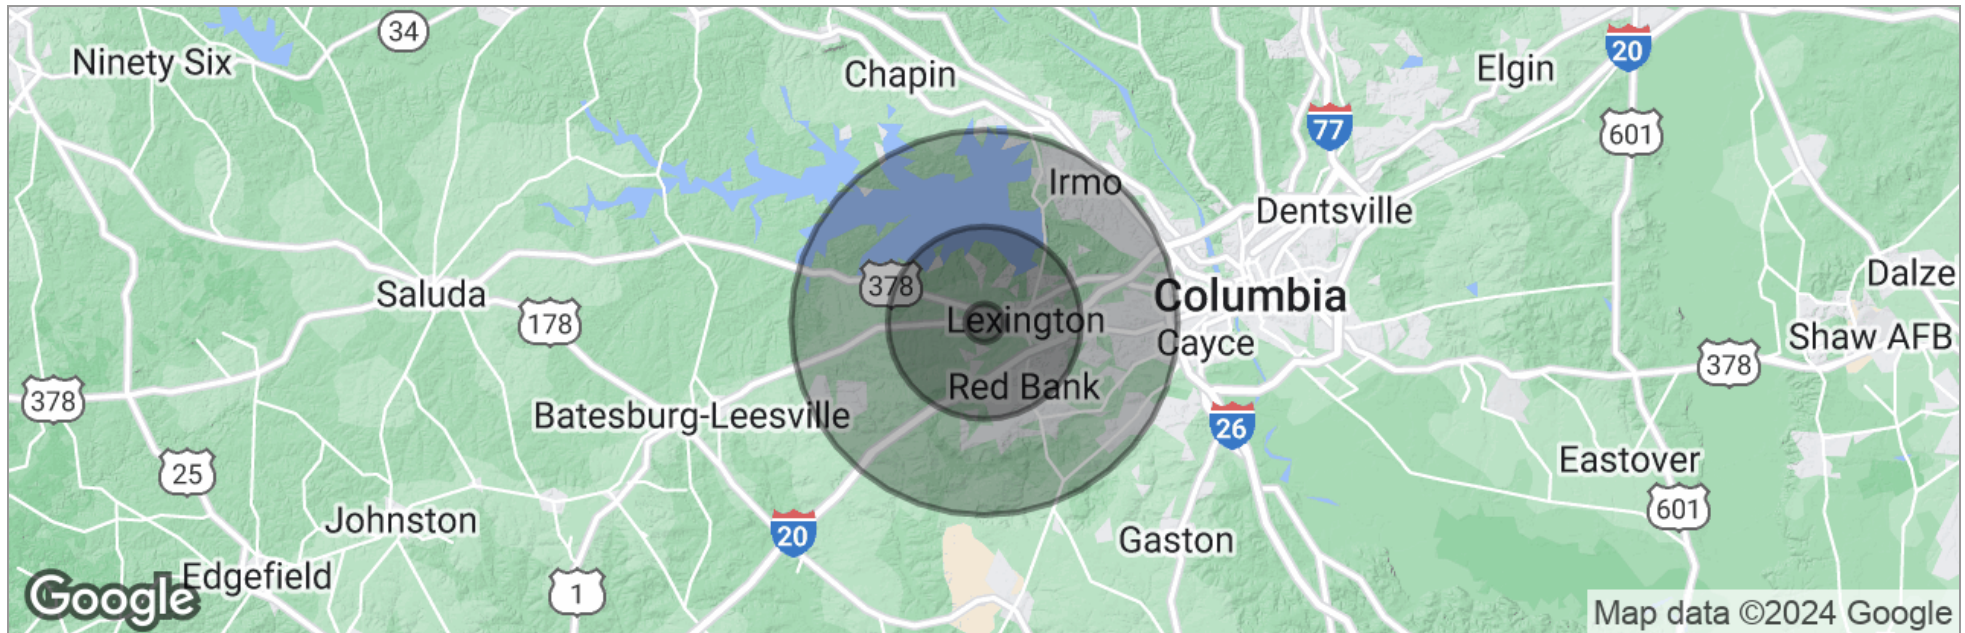 34
Ninety Six
Chapin
Elgin
20
77
601
Irmo
Dentsville
378
Saluda
178
Lexington
Columbia
Cayce
Dalze
Shaw AFB
378
378
Red Bank
Batesburg-Leesville
26
25
Eastover
601
Johnston
20
Gaston
Edgefield
1
Google
Map data ©2024 Google